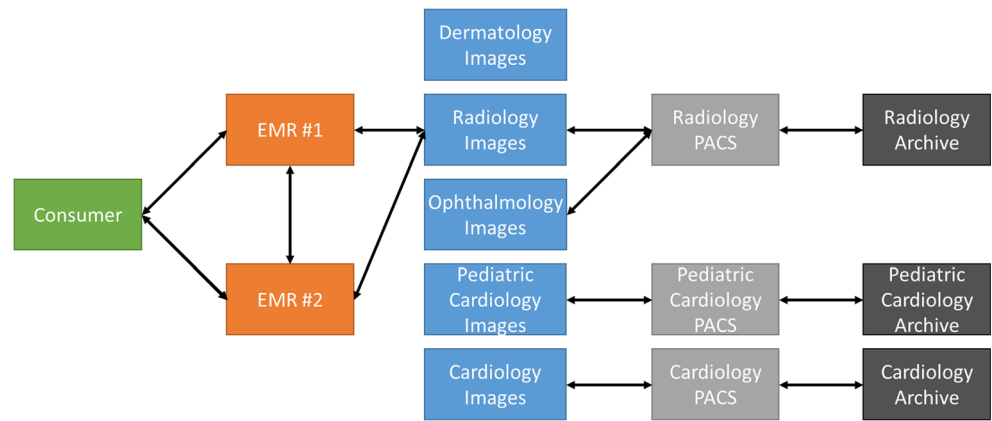 Dermatology
Images
EMR #1
Radiology
Images
Radiology
PACS
Radiology
Archive
Consumer
Ophthalmology
Images
EMR #2
Pediatric
Cardiology
Images
Pediatric
Cardiology
PACS
Pediatric
Cardiology
Archive
Cardiology
Images
Cardiology
PACS
Cardiology
Archive